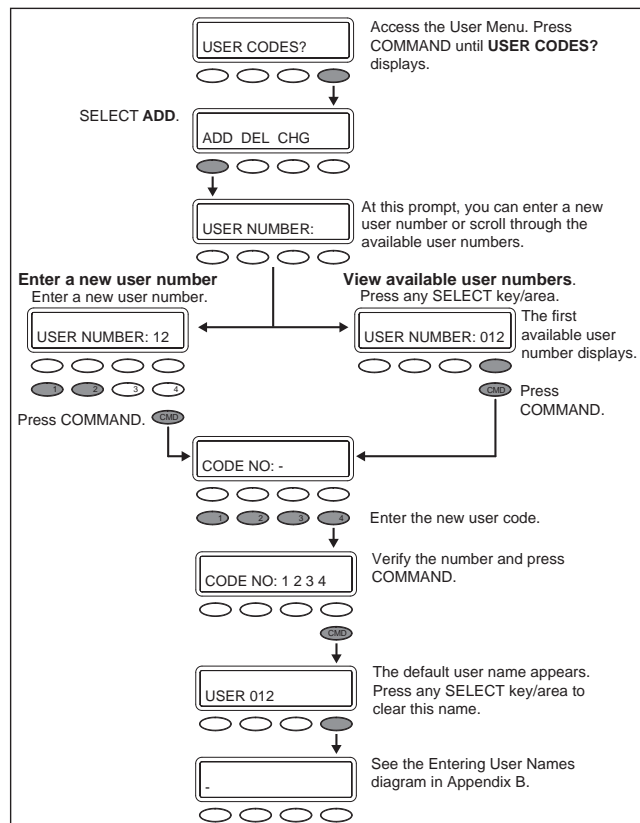 USER CODES?
Access the User Menu. Press
COMMAND until USER CODES?
displays.
SELECT ADD.
ADD DEL CHG
USER NUMBER:
At this prompt, you can enter a new
user number or scroll through the
available user numbers.
Enter a new user number
Enter a new user number.
View available user numbers.
Press any SELECT key/area.
USER NUMBER: 12
USER NUMBER: 012
The first
available user
number displays.
1 2 3 4
Press COMMAND.
CMD
CMD
Press
COMMAND.
CODE NO: -
1 2 3 4
Enter the new user code.
CODE NO: 1 2 3 4
Verify the number and press
COMMAND.
CMD
USER 012
The default user name appears.
Press any SELECT key/area to
clear this name.
-
See the Entering User Names
diagram in Appendix B.